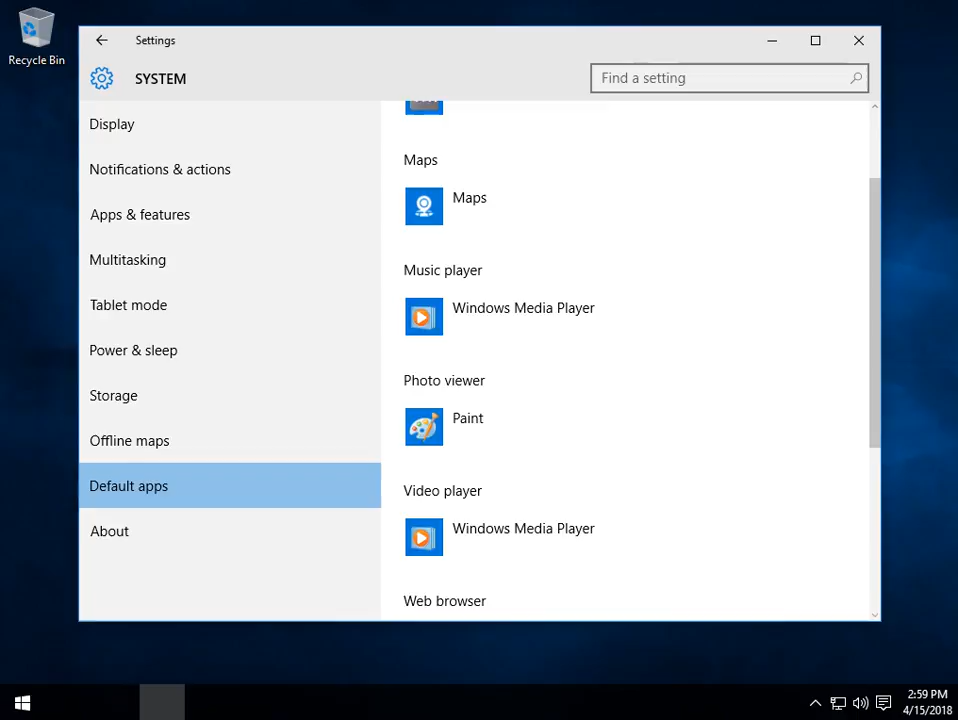 Recycle Bin
Settings
SYSTEM
Find a setting
Display
Notifications & actions
Apps & features
Multitasking
Tablet mode
Power & sleep
Storage
Offline maps
Default apps
About
Maps
Maps
Music player
Windows Media Player
Photo viewer
Paint
Video player
Windows Media Player
Web browser
2:59 PM
4/15/2018